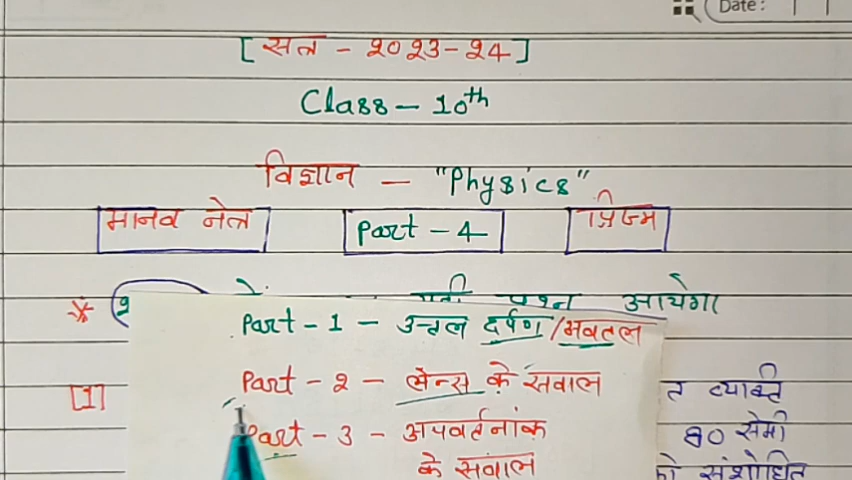 Date :
[ सत्र - 2023-24 ]
Class - 10th
विज्ञान - "Physics"
मानव नेत्र Part - 4 प्रिज्म
* प्रश्न आयेगा
Part - 1 - उत्तल दर्पण / अवतल
Part - 2 - लेन्स के सवाल
[1] त व्यक्ति
Part - 3 - अपवर्तनांक
80 सेमी
के सवाल
को संशोधित